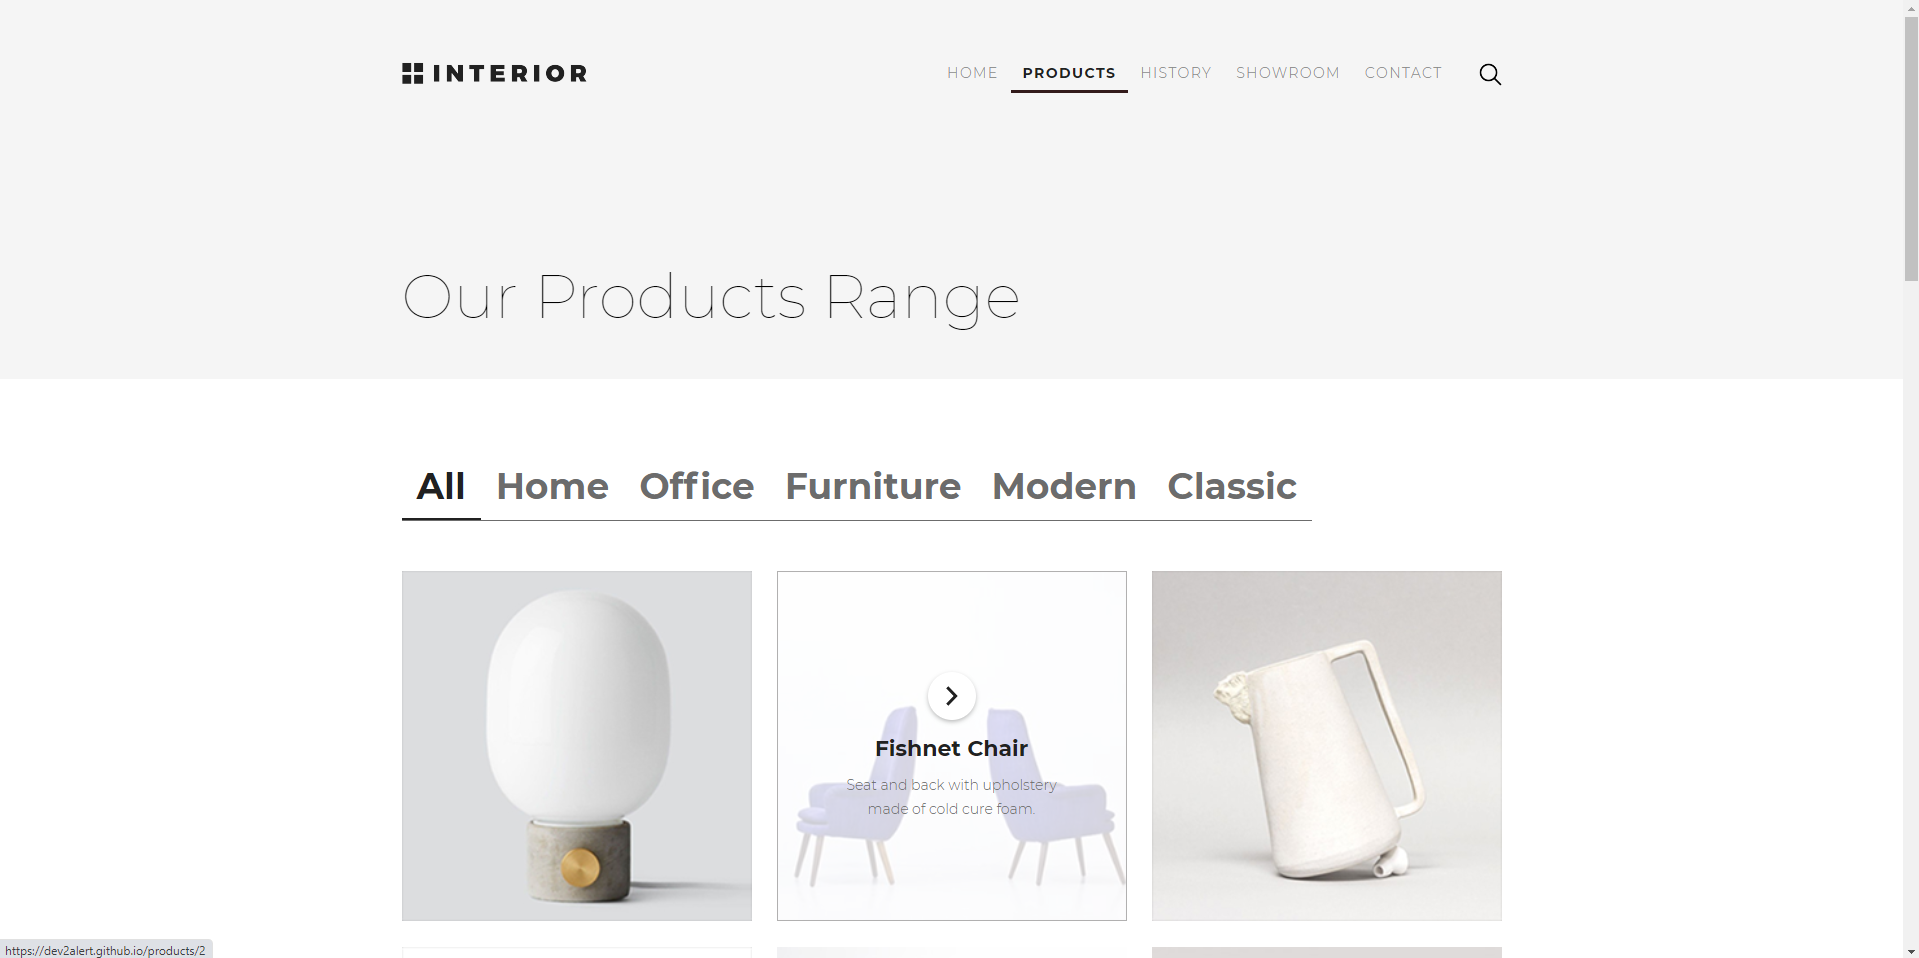 INTERIOR
HOME PRODUCTS HISTORY SHOWROOM CONTACT
Our Products Range
All Home Office Furniture Modern Classic
Fishnet Chair
Seat and back with upholstery
made of cold cure foam.
https://dev2alert.github.io/products/2